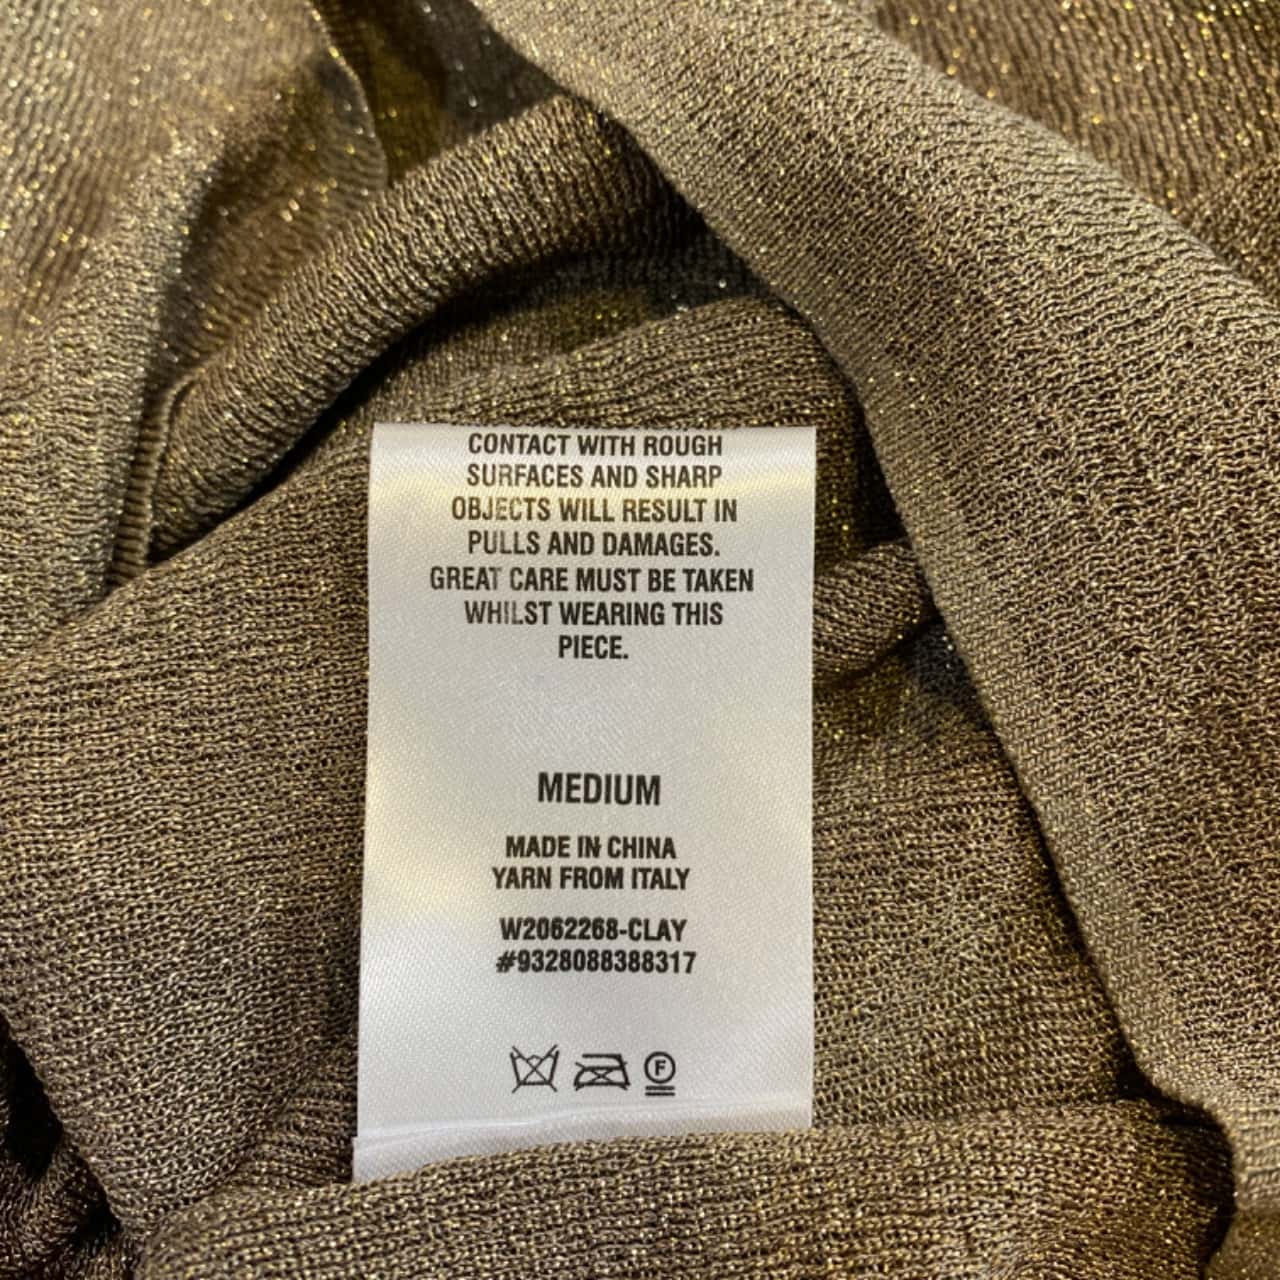 CONTACT WITH ROUGH
SURFACES AND SHARP
OBJECTS WILL RESULT IN
PULLS AND DAMAGES.
GREAT CARE MUST BE TAKEN
WHILST WEARING THIS
PIECE.
MEDIUM
MADE IN CHINA
YARN FROM ITALY
W2062268-CLAY
#9328088388317
F